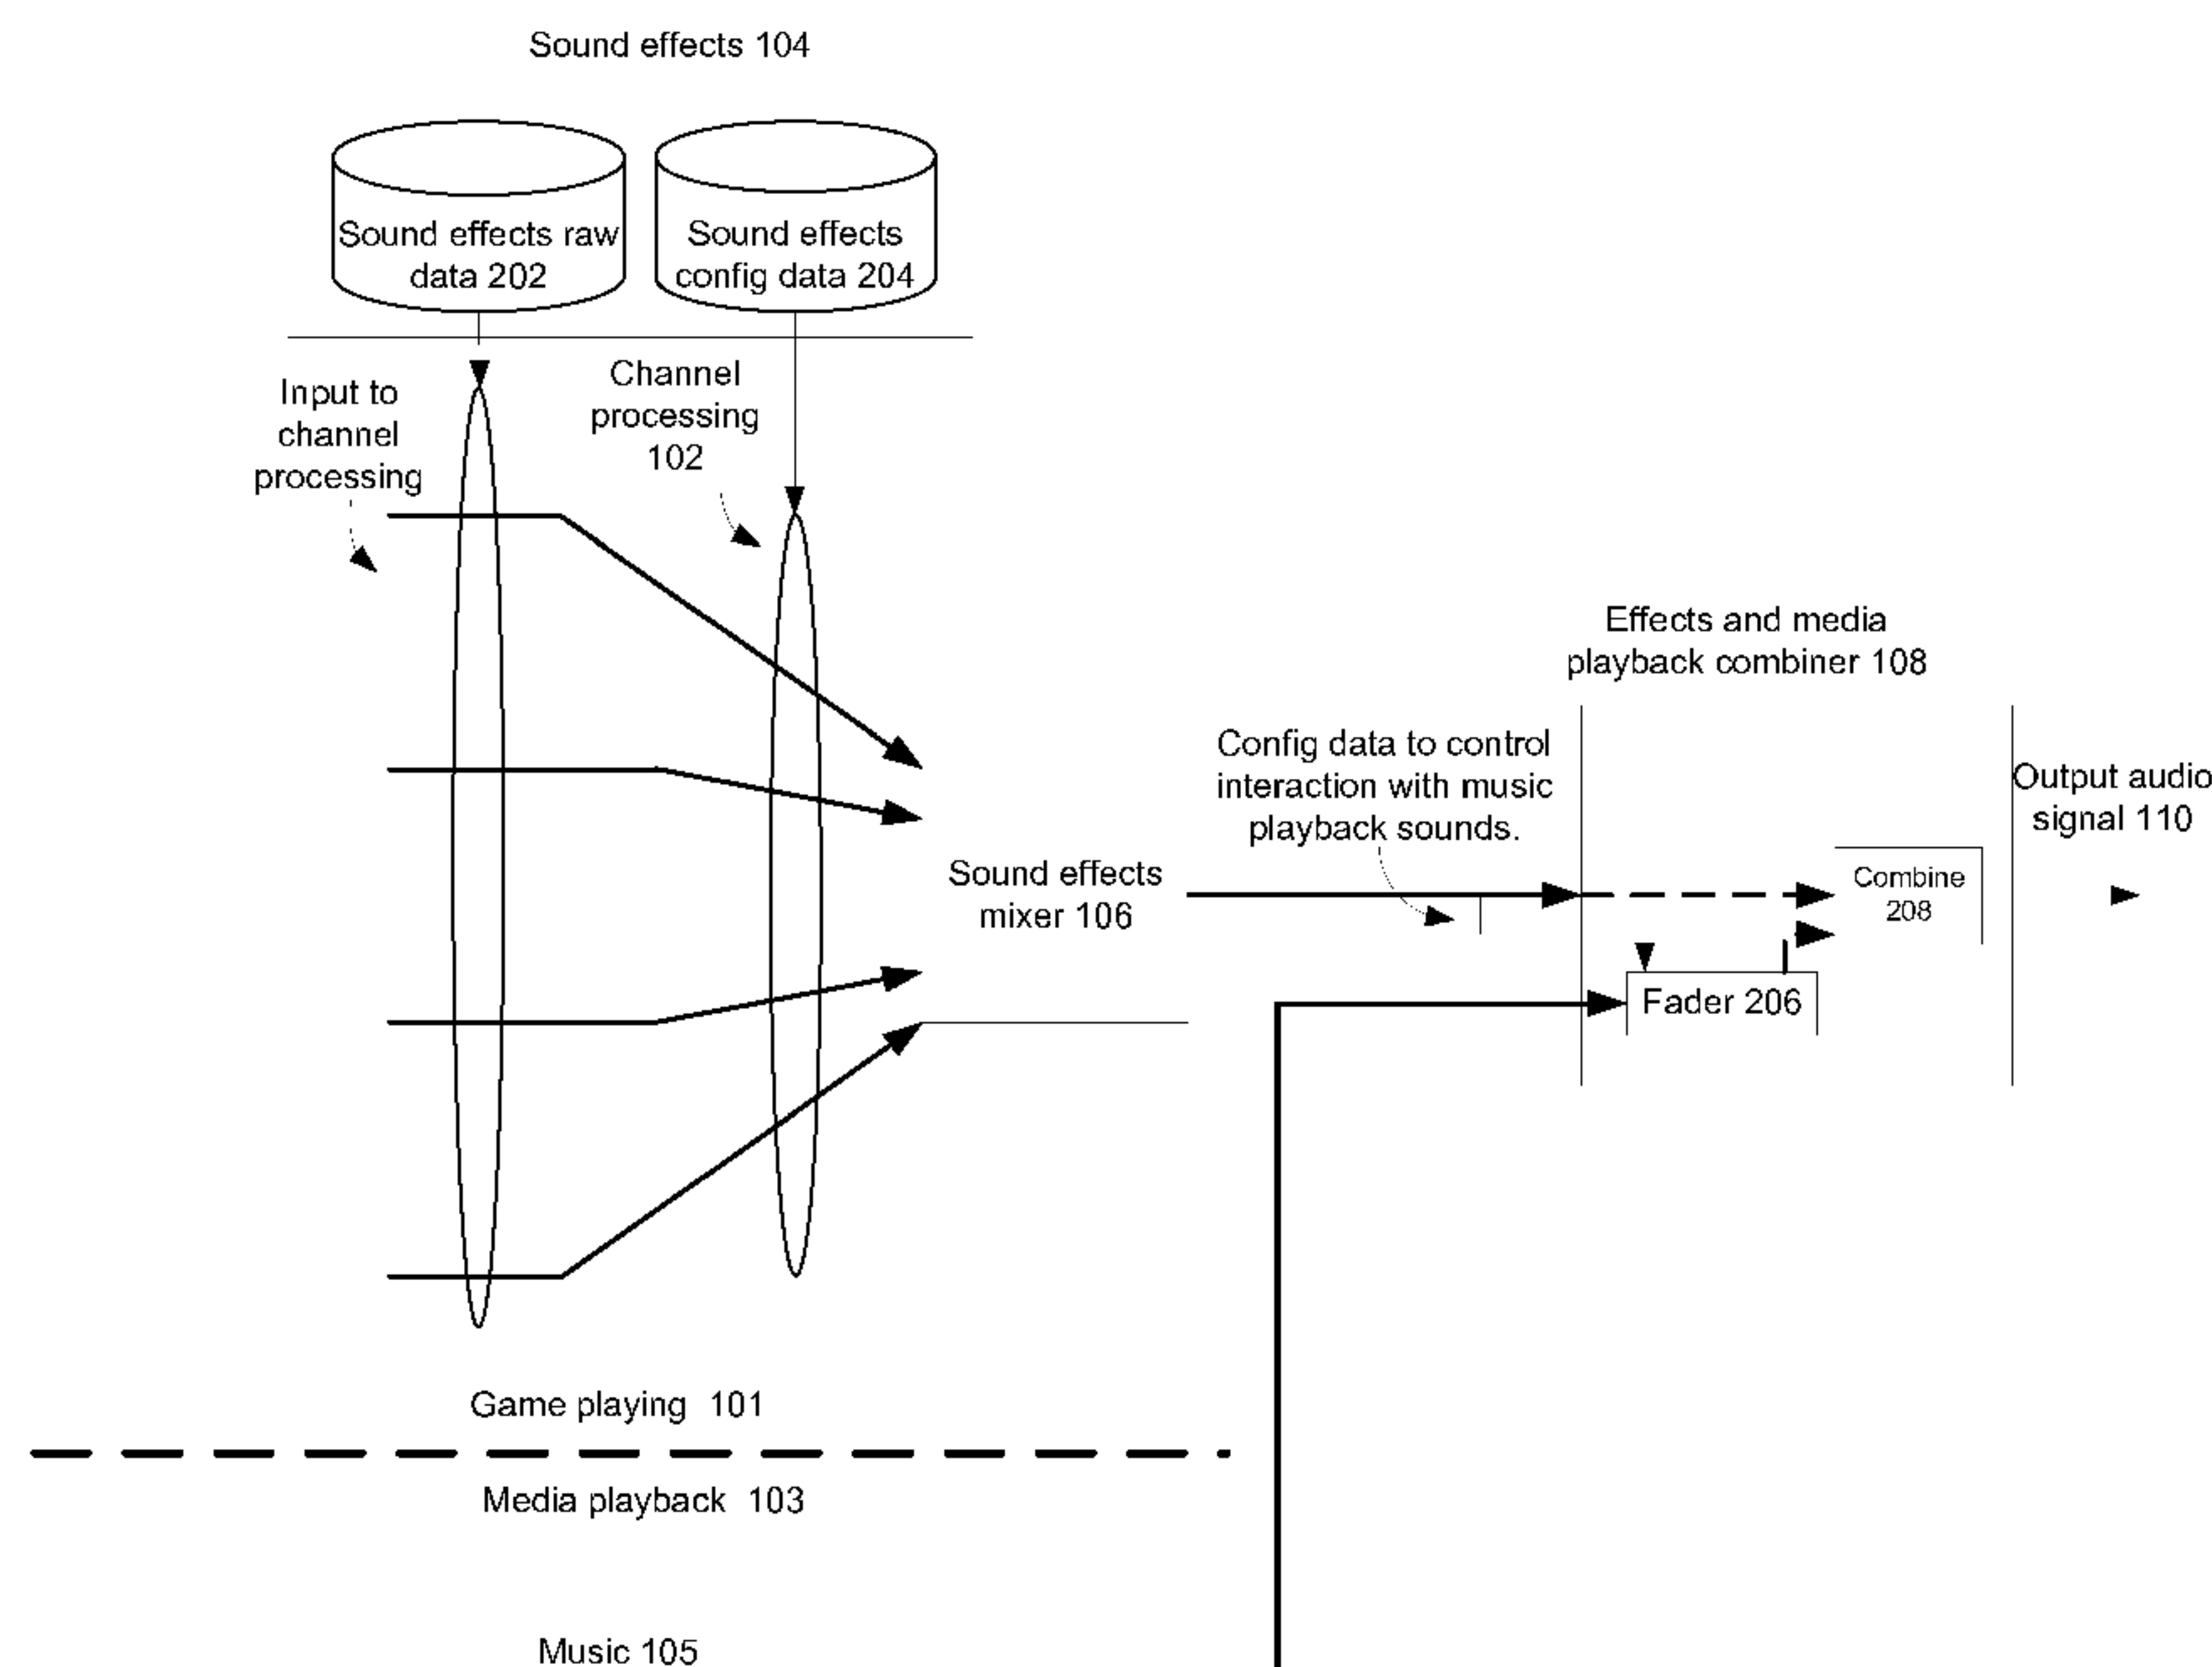 Sound effects 104
Sound effects raw
data 202
Sound effects
config data 204
Input to
channel
processing
Channel
processing
102
Effects and media
playback combiner 108
Config data to control
interaction with music
playback sounds.
Output audio
signal 110
Sound effects
mixer 106
Combine
208
Fader 206
Game playing 101
Media playback 103
Music 105